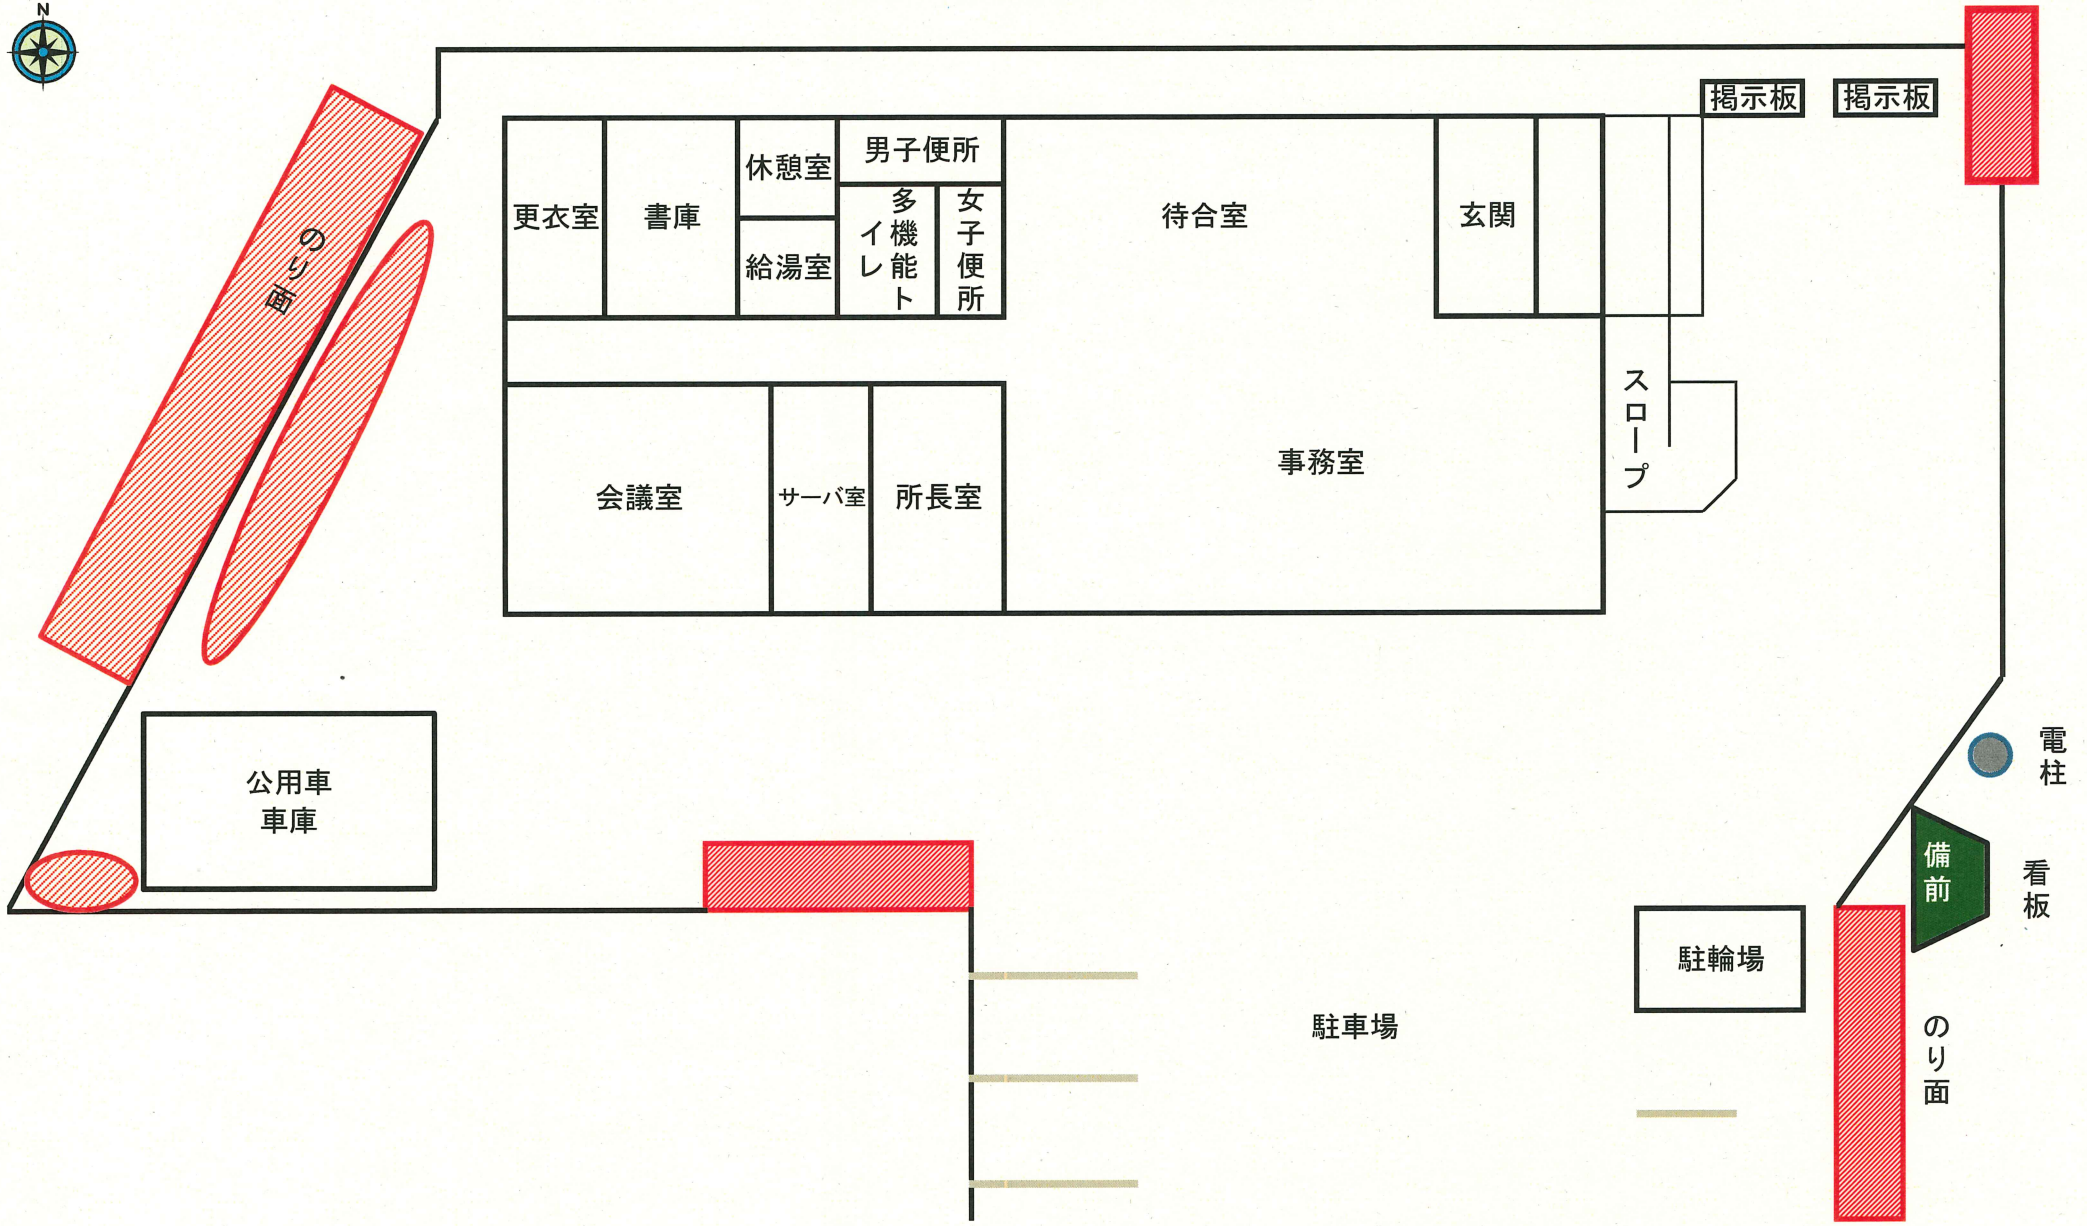 N
掲示板
掲示板
更衣室
書庫
休憩室
給湯室
男子便所
多機能ト
イレ
女子便所
待合室
玄関
のり面
スロープ
会議室
サーバ室
所長室
事務室
公用車
車庫
電柱
備前
看板
駐輪場
駐車場
のり面